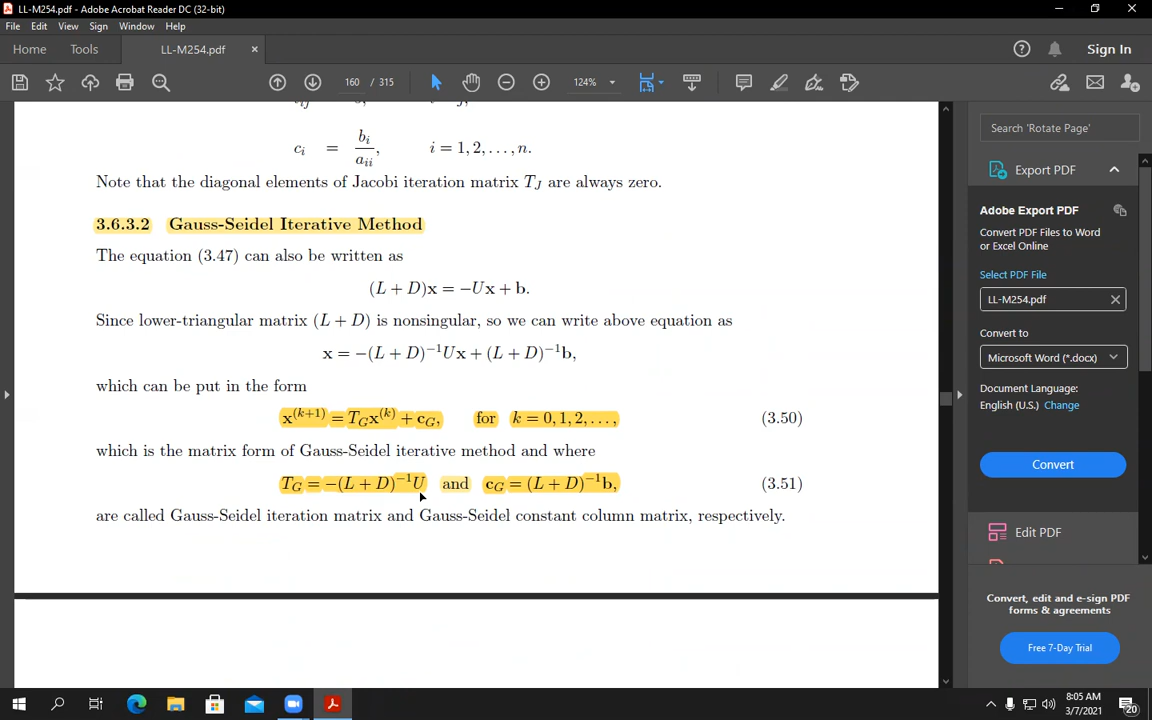 LL-M254.pdf - Adobe Acrobat Reader DC (32-bit)
File Edit View Sign Window Help
Home Tools LL-M254.pdf × Sign In
160 / 315 124%
c_i = b_i / a_ii, i = 1, 2, . . . , n.
Note that the diagonal elements of Jacobi iteration matrix T_J are always zero.
3.6.3.2 Gauss-Seidel Iterative Method
The equation (3.47) can also be written as
(L + D)x = −Ux + b.
Since lower-triangular matrix (L + D) is nonsingular, so we can write above equation as
x = −(L + D)^−1 Ux + (L + D)^−1 b,
which can be put in the form
x^(k+1) = T_G x^(k) + c_G, for k = 0, 1, 2, . . . , (3.50)
which is the matrix form of Gauss-Seidel iterative method and where
T_G = −(L + D)^−1 U and c_G = (L + D)^−1 b, (3.51)
are called Gauss-Seidel iteration matrix and Gauss-Seidel constant column matrix, respectively.
Search 'Rotate Page'
Export PDF
Adobe Export PDF
Convert PDF Files to Word
or Excel Online
Select PDF File
LL-M254.pdf ×
Convert to
Microsoft Word (*.docx)
Document Language:
English (U.S.) Change
Convert
Edit PDF
Convert, edit and e-sign PDF
forms & agreements
Free 7-Day Trial
8:05 AM
3/7/2021
20